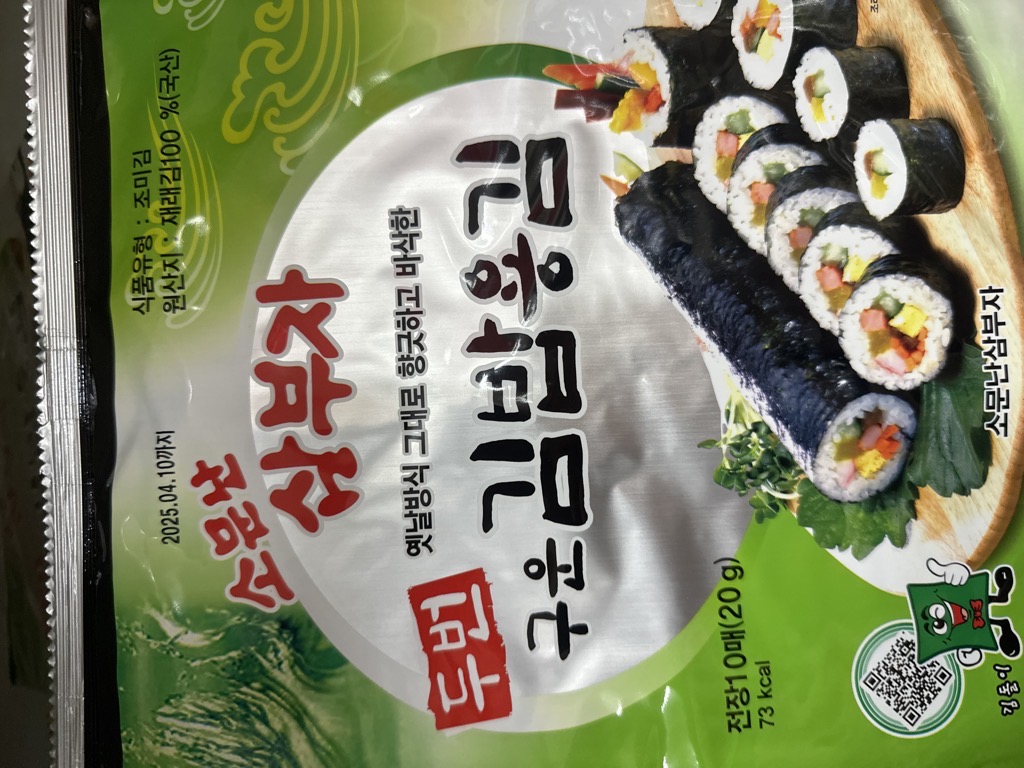 식품유형 : 조미김
원산지 : 재래김100 %(국산)
2025.04.10까지
소문난
삼부자
옛날방식 그대로 향긋하고 바삭한
두번
구운 김밥용김
전장10매(20 g)
73 kcal
소문난삼부자
김돌이